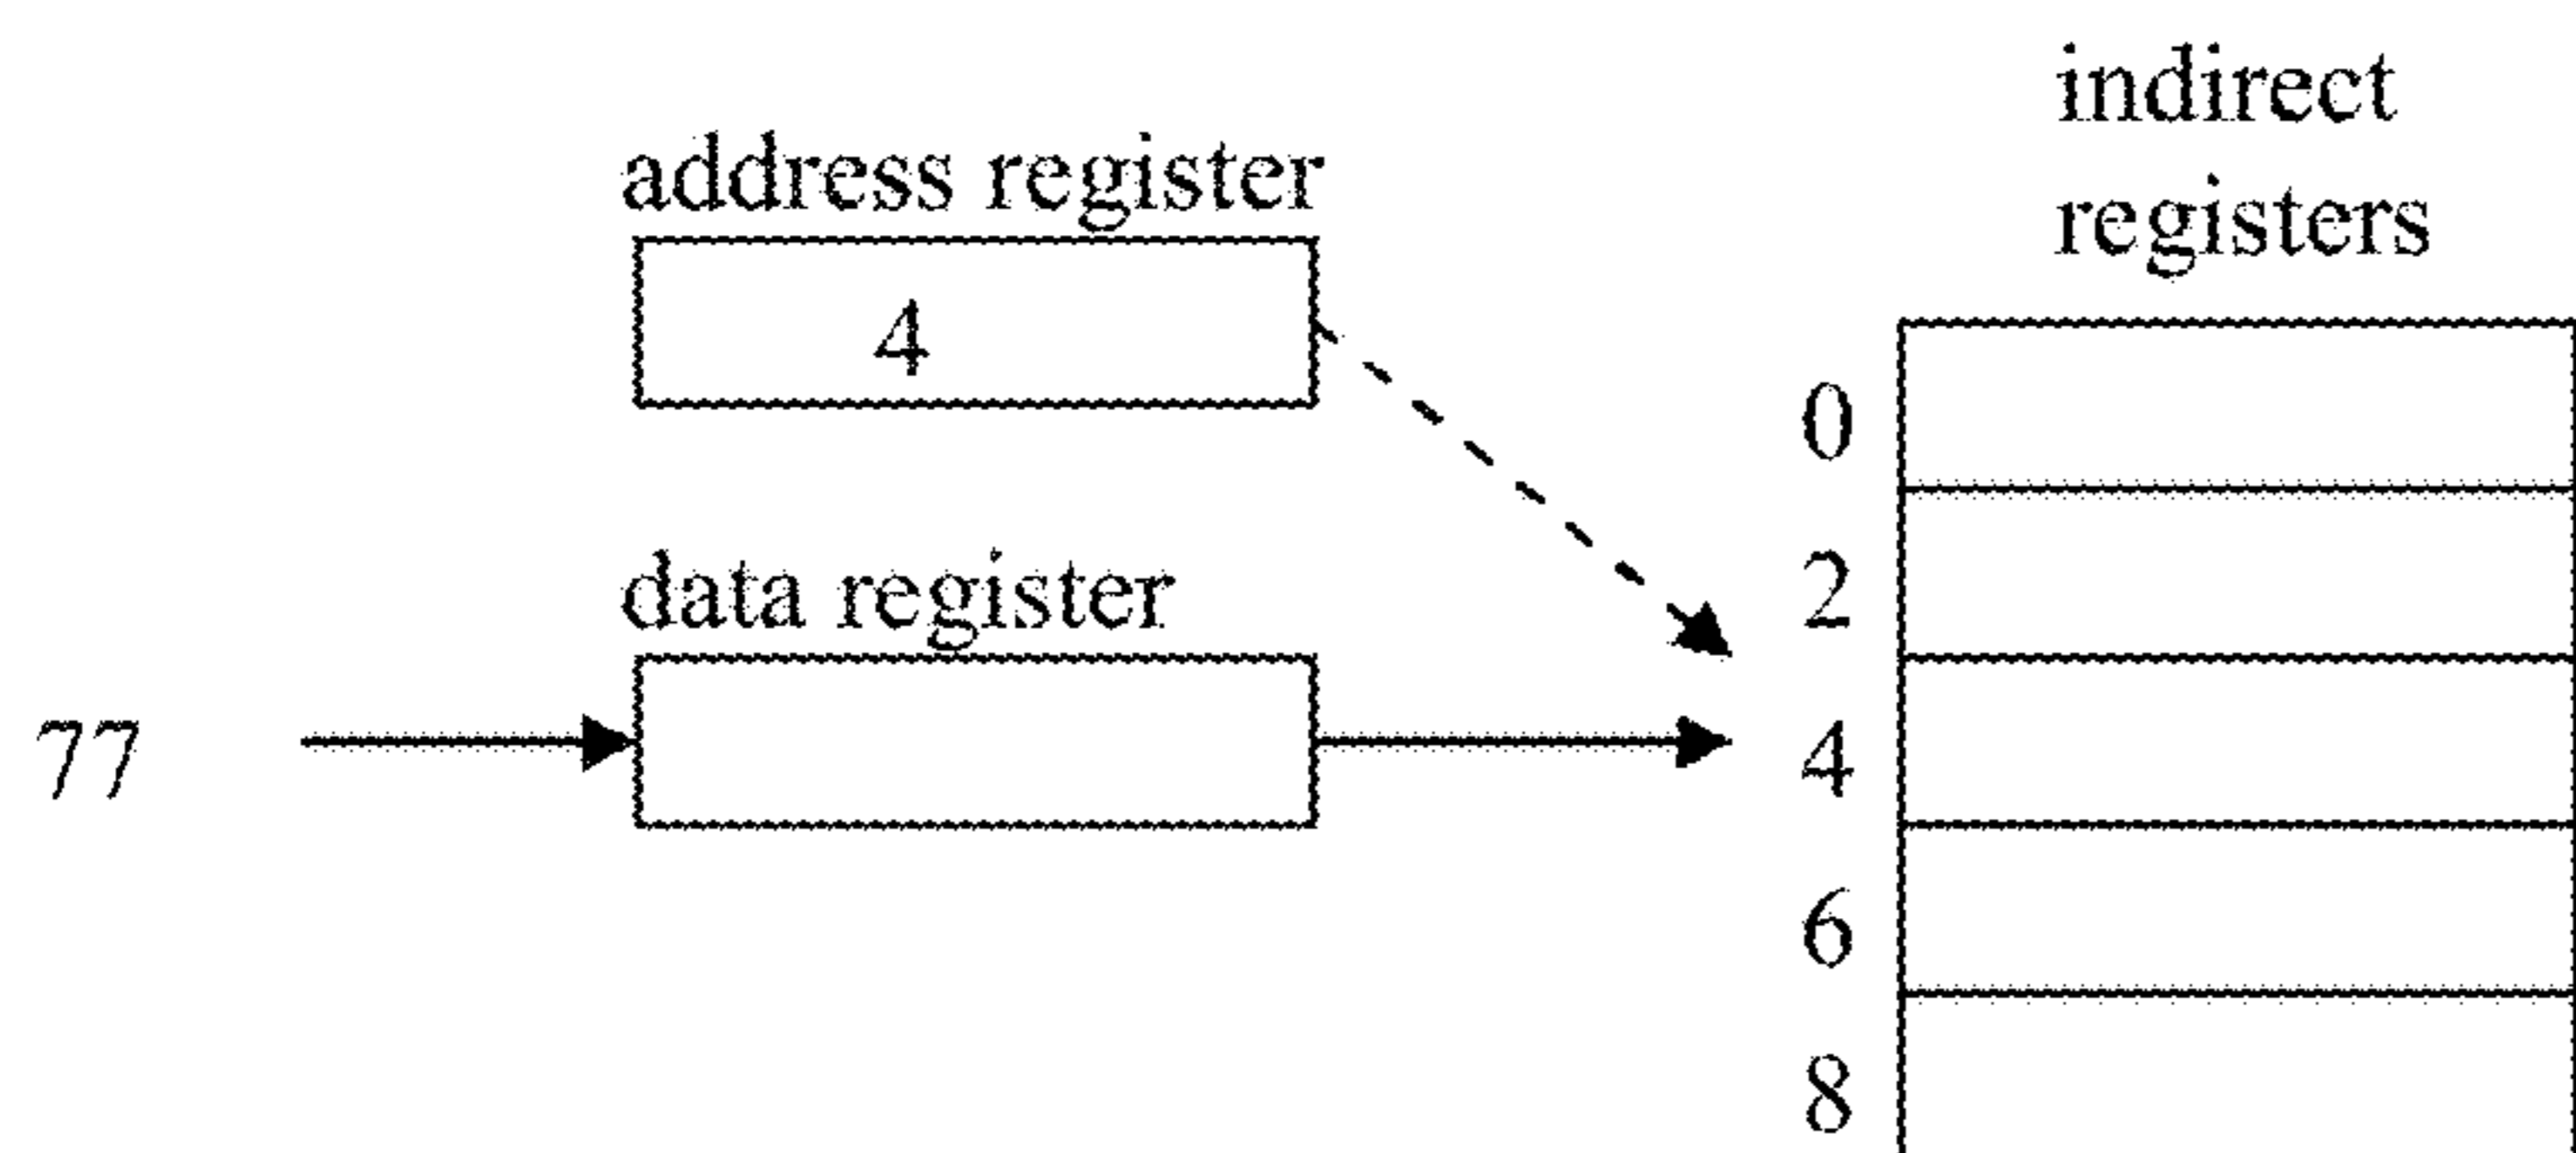 indirect
registers
address register
4
data register
77
0
2
4
6
8